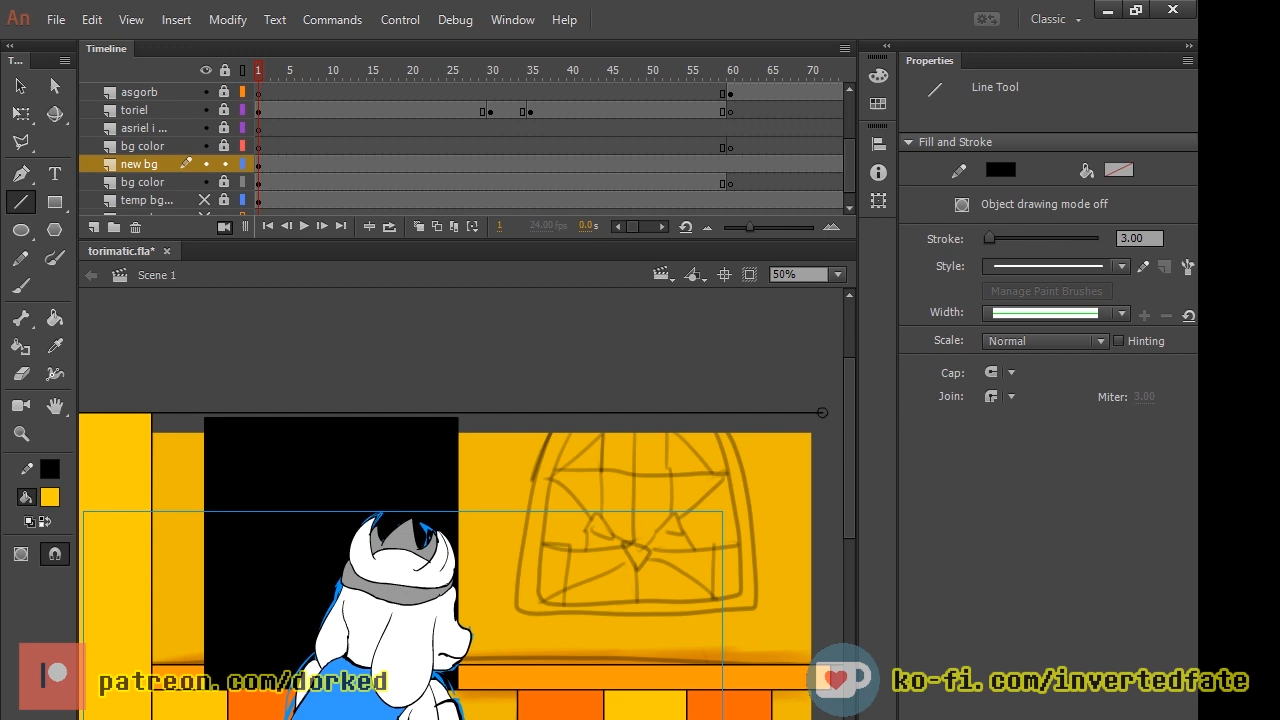 An File Edit View Insert Modify Text Commands Control Debug Window Help Classic
T... Timeline Properties
1 5 10 15 20 25 30 35 40 45 50 55 60 65 70
asgorb
toriel
asriel i ...
bg color
new bg
bg color
temp bg...
1 24.00 fps 0.0 s
torimatic.fla*
Scene 1 50%
Line Tool
Fill and Stroke
Object drawing mode off
Stroke: 3.00
Style:
Manage Paint Brushes
Width:
Scale: Normal Hinting
Cap:
Join: Miter: 3.00
patreon.com/dorked
ko-fi.com/invertedfate